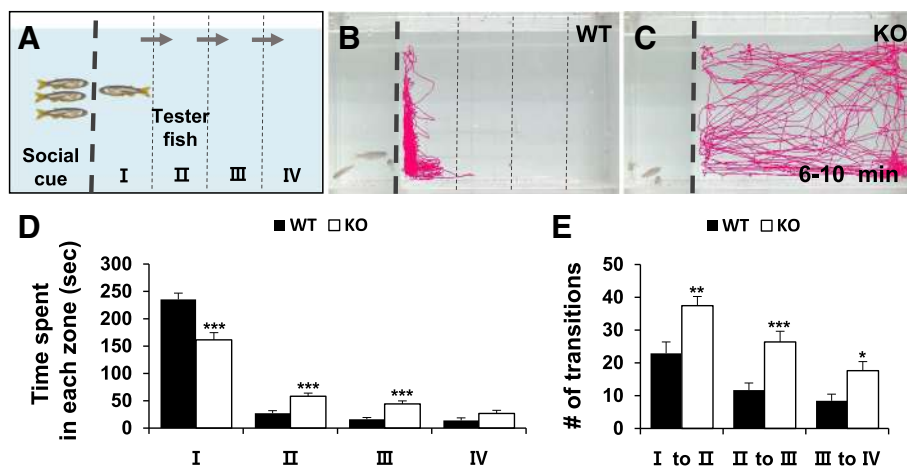 A
Tester
fish
Social
cue
Ⅰ
Ⅱ
Ⅲ
Ⅳ
B
WT
C
KO
6-10 min
D
WT KO
Time spent
in each zone (sec)
300
250
200
150
100
50
0
***
***
***
Ⅰ
Ⅱ
Ⅲ
Ⅳ
E
WT KO
# of transitions
50
40
30
20
10
0
**
***
*
Ⅰ to Ⅱ
Ⅱ to Ⅲ
Ⅲ to Ⅳ